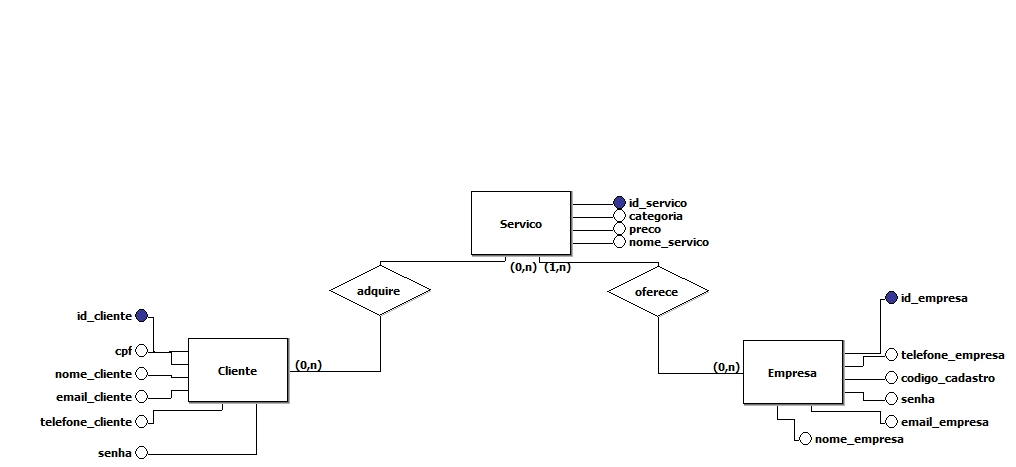 id_servico
categoria
preco
nome_servico
Servico
(0,n) (1,n)
adquire
oferece
id_cliente
cpf
nome_cliente
email_cliente
telefone_cliente
senha
Cliente
(0,n)
(0,n)
Empresa
id_empresa
telefone_empresa
codigo_cadastro
senha
email_empresa
nome_empresa